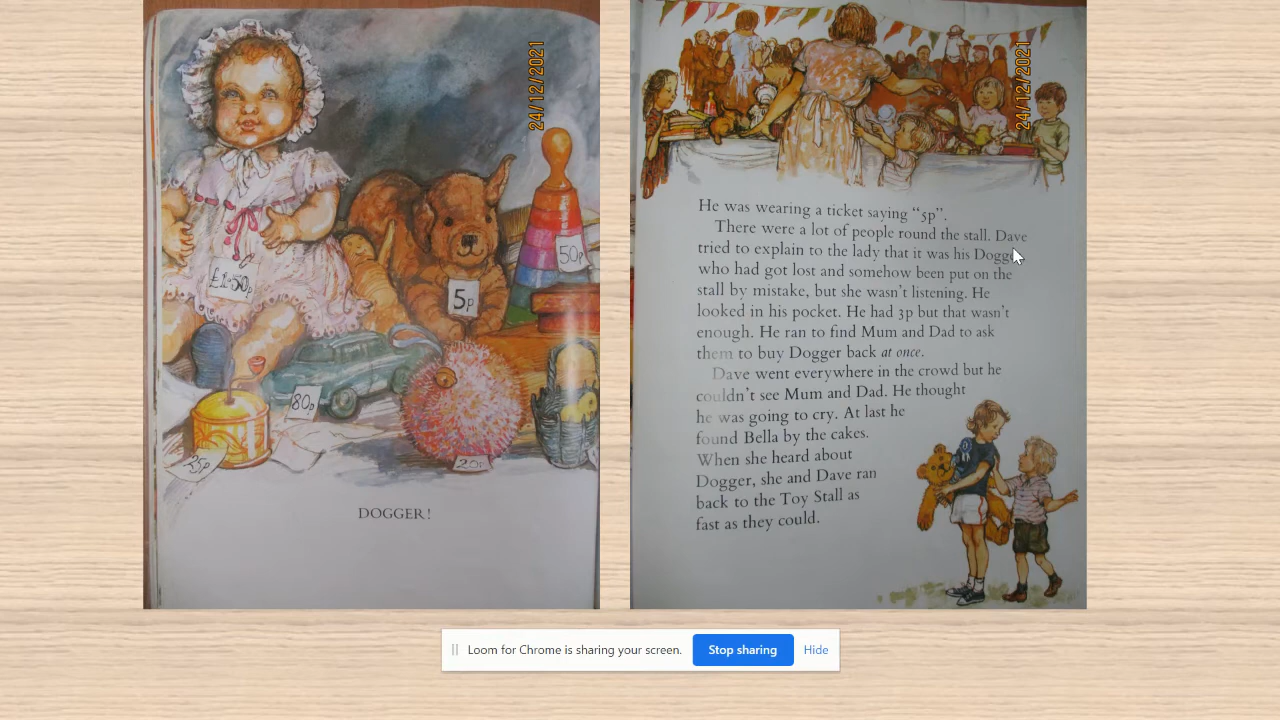 24/12/2021
£1·50p
5p
50p
80p
25p
20p
DOGGER!
24/12/2021
He was wearing a ticket saying “5p”.
There were a lot of people round the stall. Dave
tried to explain to the lady that it was his
who had got lost and somehow been put on the
stall by mistake, but she wasn't listening. He
looked in his pocket. He had 3p but that wasn't
enough. He ran to find Mum and Dad to ask
them to buy Dogger back at once.
Dave went everywhere in the crowd but he
couldn't see Mum and Dad. He thought
he was going to cry. At last he
found Bella by the cakes.
When she heard about
Dogger, she and Dave ran
back to the Toy Stall as
fast as they could.
Loom for Chrome is sharing your screen.
Stop sharing
Hide